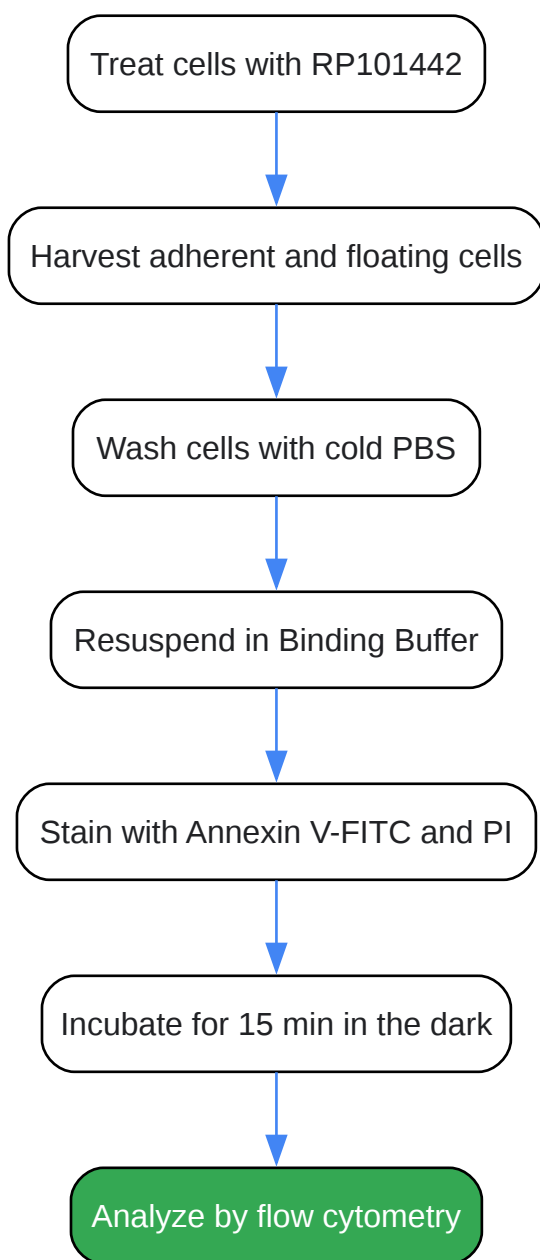 Treat cells with RP101442
Harvest adherent and floating cells
Wash cells with cold PBS
Resuspend in Binding Buffer
Stain with Annexin V-FITC and PI
Incubate for 15 min in the dark
Analyze by flow cytometry